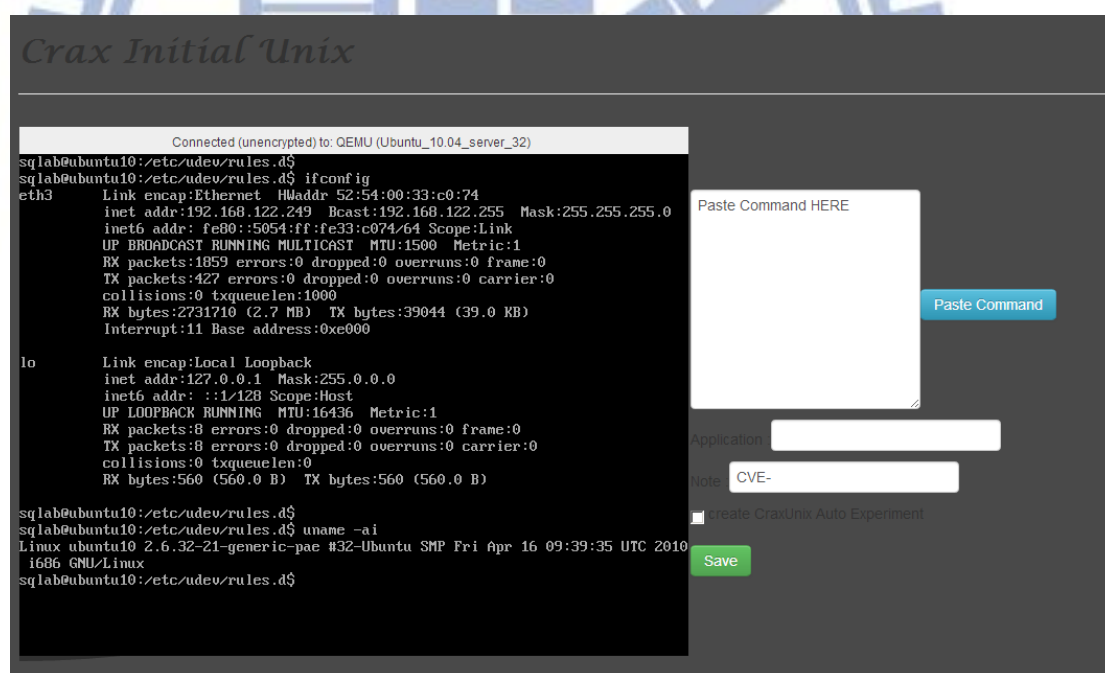 Crax Initial Unix
Connected (unencrypted) to: QEMU (Ubuntu_10.04_server_32)
sqlab@ubuntu10:/etc/udev/rules.d$
sqlab@ubuntu10:/etc/udev/rules.d$ ifconfig
eth3 Link encap:Ethernet HWaddr 52:54:00:33:c0:74
inet addr:192.168.122.249 Bcast:192.168.122.255 Mask:255.255.255.0
inet6 addr: fe80::5054:ff:fe33:c074/64 Scope:Link
UP BROADCAST RUNNING MULTICAST MTU:1500 Metric:1
RX packets:1859 errors:0 dropped:0 overruns:0 frame:0
TX packets:427 errors:0 dropped:0 overruns:0 carrier:0
collisions:0 txqueuelen:1000
RX bytes:2731710 (2.7 MB) TX bytes:39044 (39.0 KB)
Interrupt:11 Base address:0xe000
lo Link encap:Local Loopback
inet addr:127.0.0.1 Mask:255.0.0.0
inet6 addr: ::1/128 Scope:Host
UP LOOPBACK RUNNING MTU:16436 Metric:1
RX packets:8 errors:0 dropped:0 overruns:0 frame:0
TX packets:8 errors:0 dropped:0 overruns:0 carrier:0
collisions:0 txqueuelen:0
RX bytes:560 (560.0 B) TX bytes:560 (560.0 B)
sqlab@ubuntu10:/etc/udev/rules.d$
sqlab@ubuntu10:/etc/udev/rules.d$ uname -ai
Linux ubuntu10 2.6.32-21-generic-pae #32-Ubuntu SMP Fri Apr 16 09:39:35 UTC 2010
i686 GNU/Linux
sqlab@ubuntu10:/etc/udev/rules.d$
Paste Command HERE
Paste Command
Application :
Note : CVE-
create CraxUnix Auto Experiment
Save